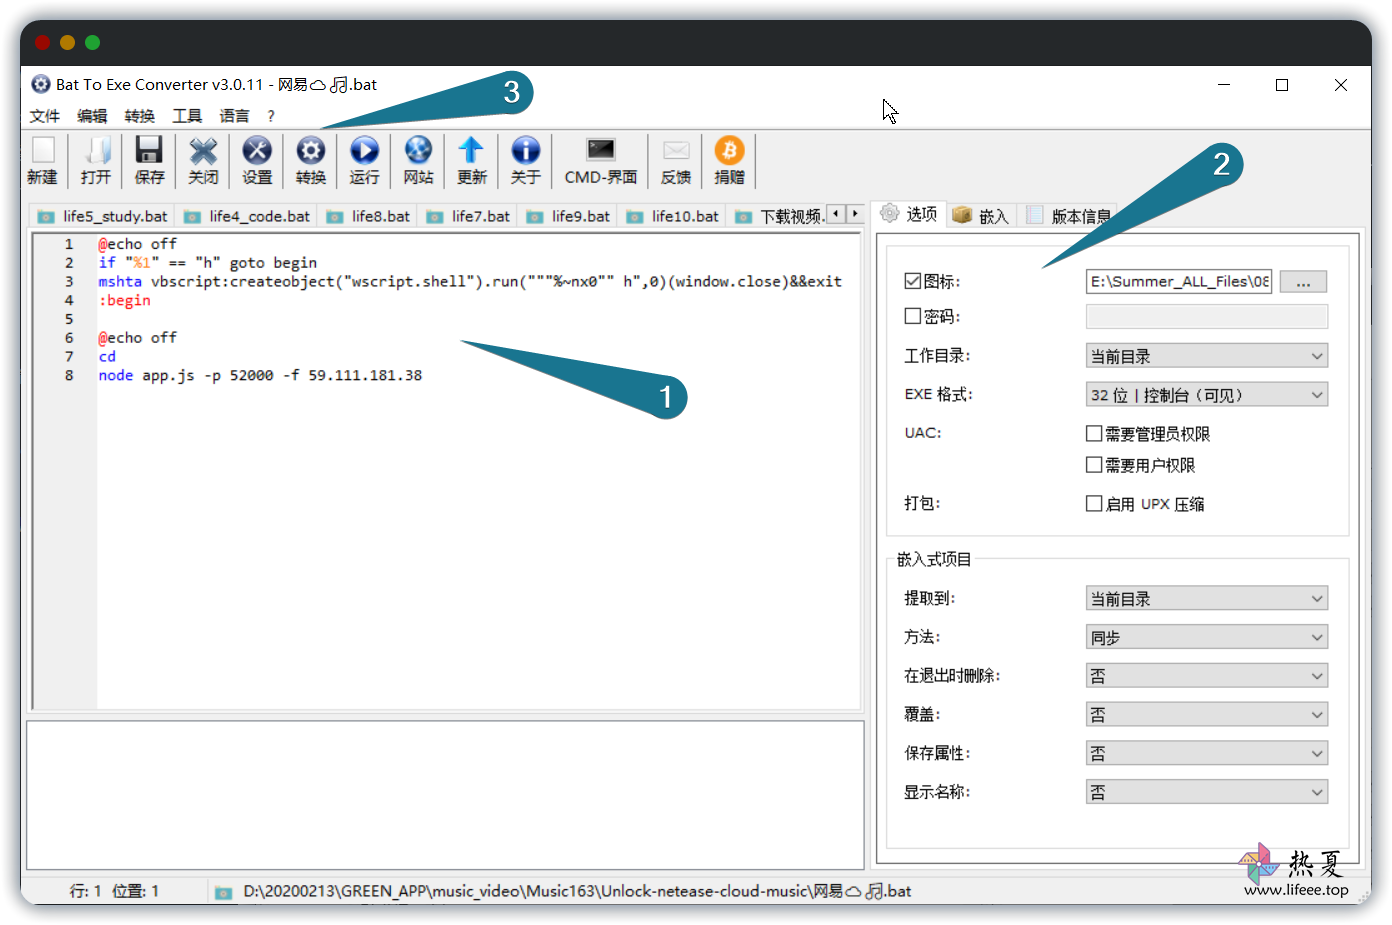 Bat To Exe Converter v3.0.11 - 网易☁🎵.bat
文件 编辑 转换 工具 语言 ?
3
新建 打开 保存 关闭 设置 转换 运行 网站 更新 关于 CMD-界面 反馈 捐赠
2
life5_study.bat life4_code.bat life8.bat life7.bat life9.bat life10.bat 下载视频.
选项 嵌入 版本信息
1 @echo off
2 if "%1" == "h" goto begin
3 mshta vbscript:createobject("wscript.shell").run("""%~nx0"" h",0)(window.close)&&exit
4 :begin
5
6 @echo off
7 cd
8 node app.js -p 52000 -f 59.111.181.38
1
图标: E:\Summer_ALL_Files\08 ...
密码:
工作目录: 当前目录
EXE 格式: 32 位 | 控制台（可见）
UAC: 需要管理员权限
需要用户权限
打包: 启用 UPX 压缩
嵌入式项目
提取到: 当前目录
方法: 同步
在退出时删除: 否
覆盖: 否
保存属性: 否
显示名称: 否
热夏
www.lifeee.top
行: 1 位置: 1 D:\20200213\GREEN_APP\music_video\Music163\Unlock-netease-cloud-music\网易☁🎵.bat